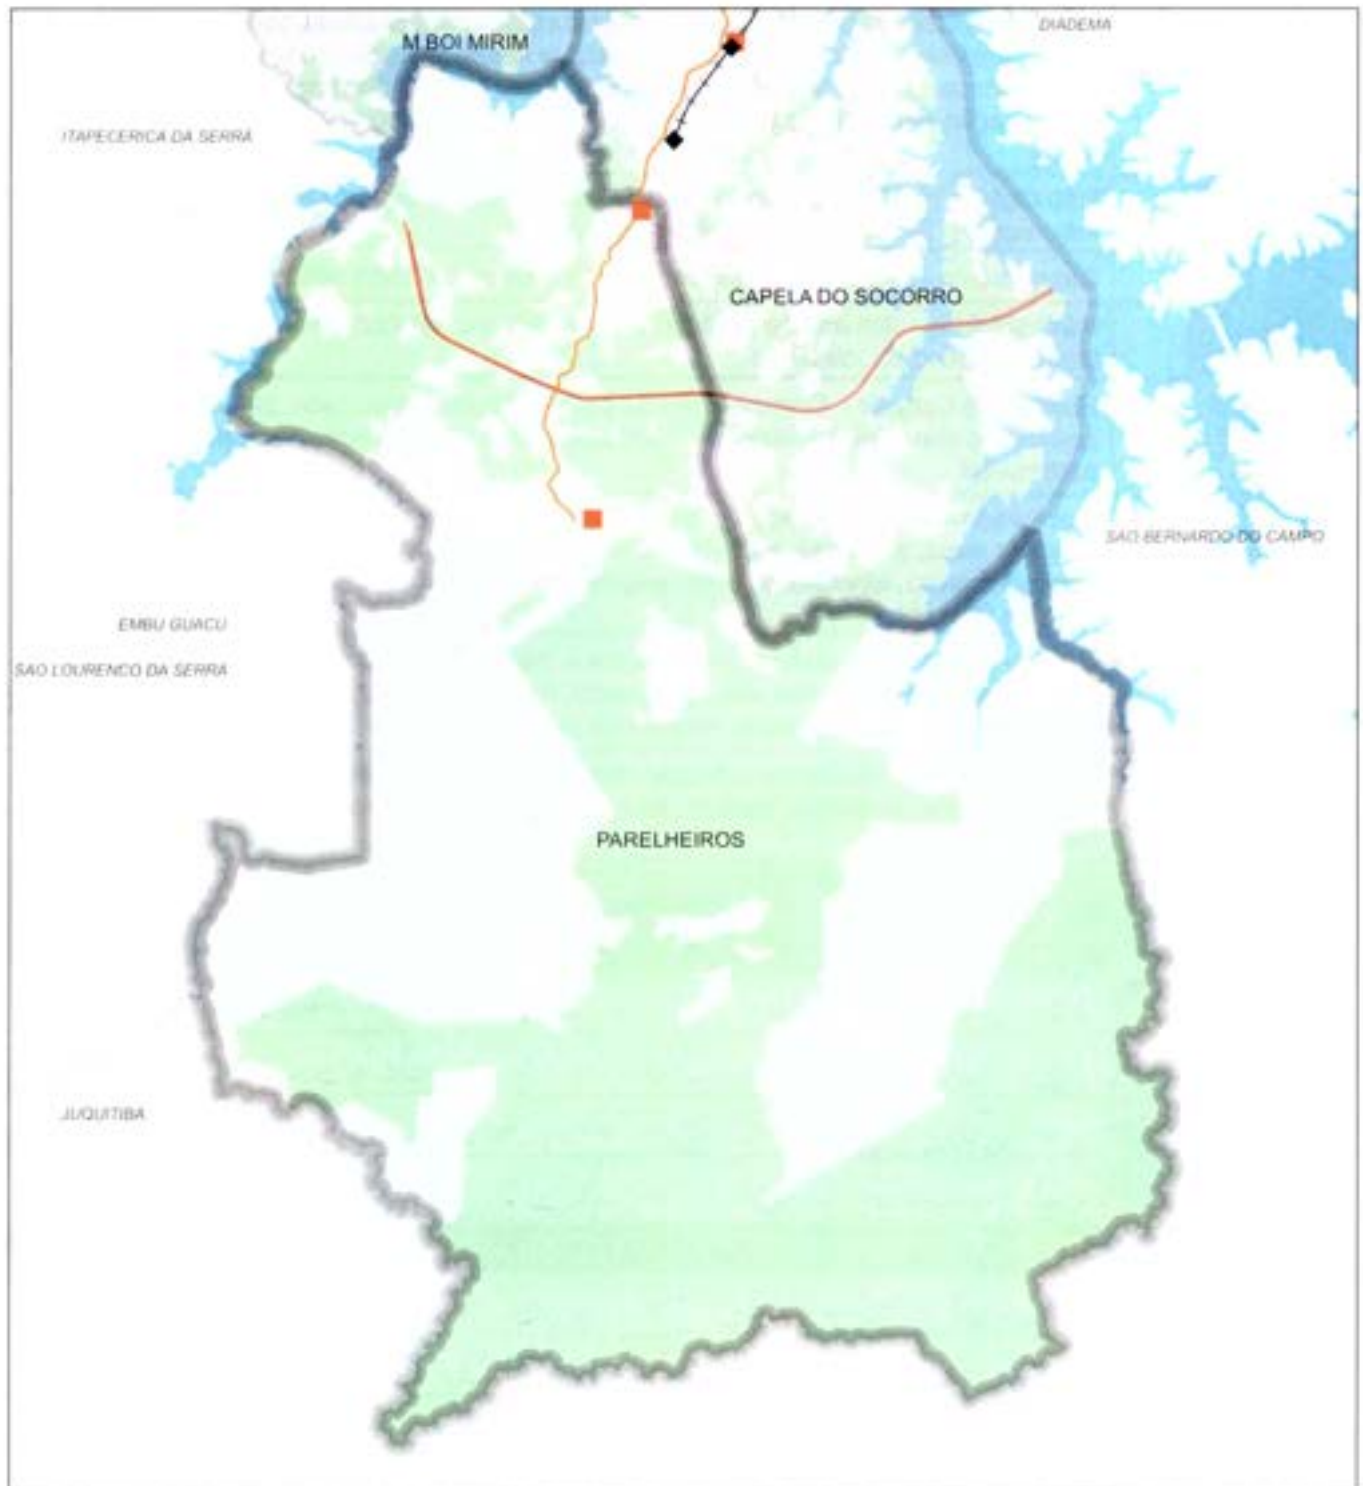 DIADEMA
M BOI MIRIM
ITAPECERICA DA SERRA
CAPELA DO SOCORRO
SAO BERNARDO DO CAMPO
EMBU GUACU
SAO LOURENCO DA SERRA
PARELHEIROS
JUQUITIBA